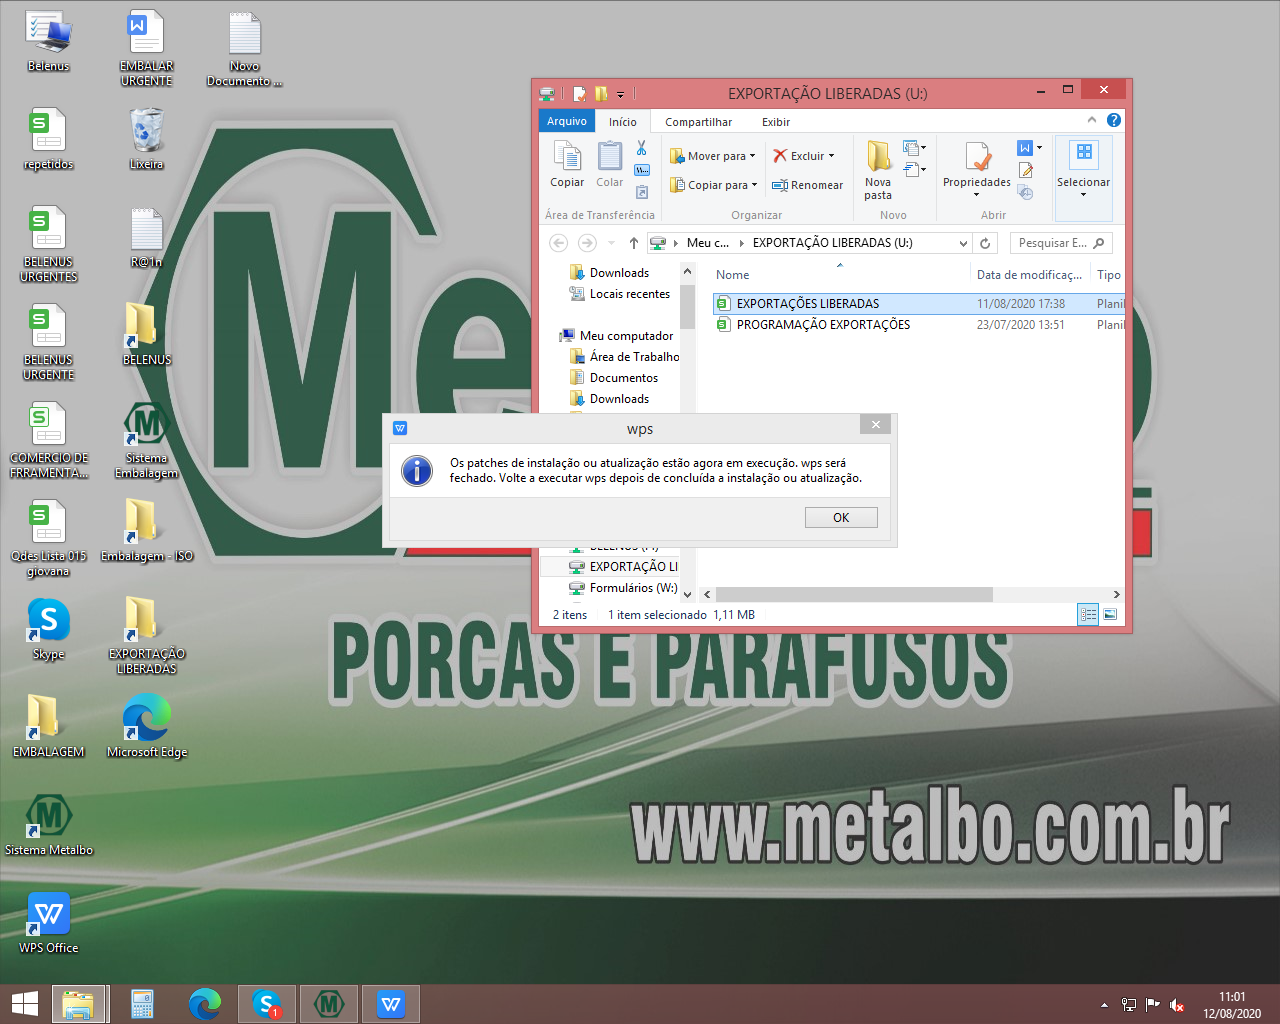 Belenus
EMBALAR
URGENTE
Novo
Documento ...
repetidos
Lixeira
BELENUS
URGENTES
R@1n
BELENUS
URGENTE
BELENUS
COMERCIO DE
FRRAMENTA...
Sistema
Embalagem
Qdes Lista 015
giovana
Embalagem - ISO
Skype
EXPORTAÇÃO
LIBERADAS
EMBALAGEM
Microsoft Edge
Sistema Metalbo
WPS Office
EXPORTAÇÃO LIBERADAS (U:)
Arquivo
Início
Compartilhar
Exibir
Copiar
Colar
Mover para
Copiar para
Excluir
Renomear
Nova
pasta
Propriedades
Selecionar
Área de Transferência
Organizar
Novo
Abrir
Meu c...
EXPORTAÇÃO LIBERADAS (U:)
Pesquisar E...
Downloads
Locais recentes
Meu computador
Área de Trabalho
Documentos
Downloads
EXPORTAÇÃO LI
Formulários (W:)
Nome
Data de modificaç...
Tipo
EXPORTAÇÕES LIBERADAS
11/08/2020 17:38
Planil
PROGRAMAÇÃO EXPORTAÇÕES
23/07/2020 13:51
Planil
2 itens
1 item selecionado 1,11 MB
wps
Os patches de instalação ou atualização estão agora em execução. wps será
fechado. Volte a executar wps depois de concluída a instalação ou atualização.
OK
PORCAS E PARAFUSOS
www.metalbo.com.br
1
11:01
12/08/2020